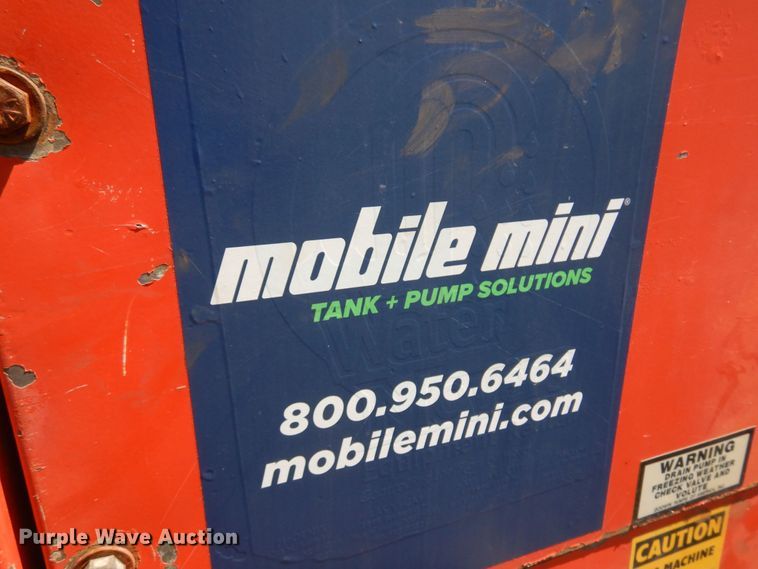 mobile mini®
TANK + PUMP SOLUTIONS
Water
800.950.6464
mobilemini.com
WARNING
DRAIN PUMP IN
FREEZING WEATHER
CHECK VALVE AND
VOLUTE
CAUTION
MACHINE
Purple Wave Auction